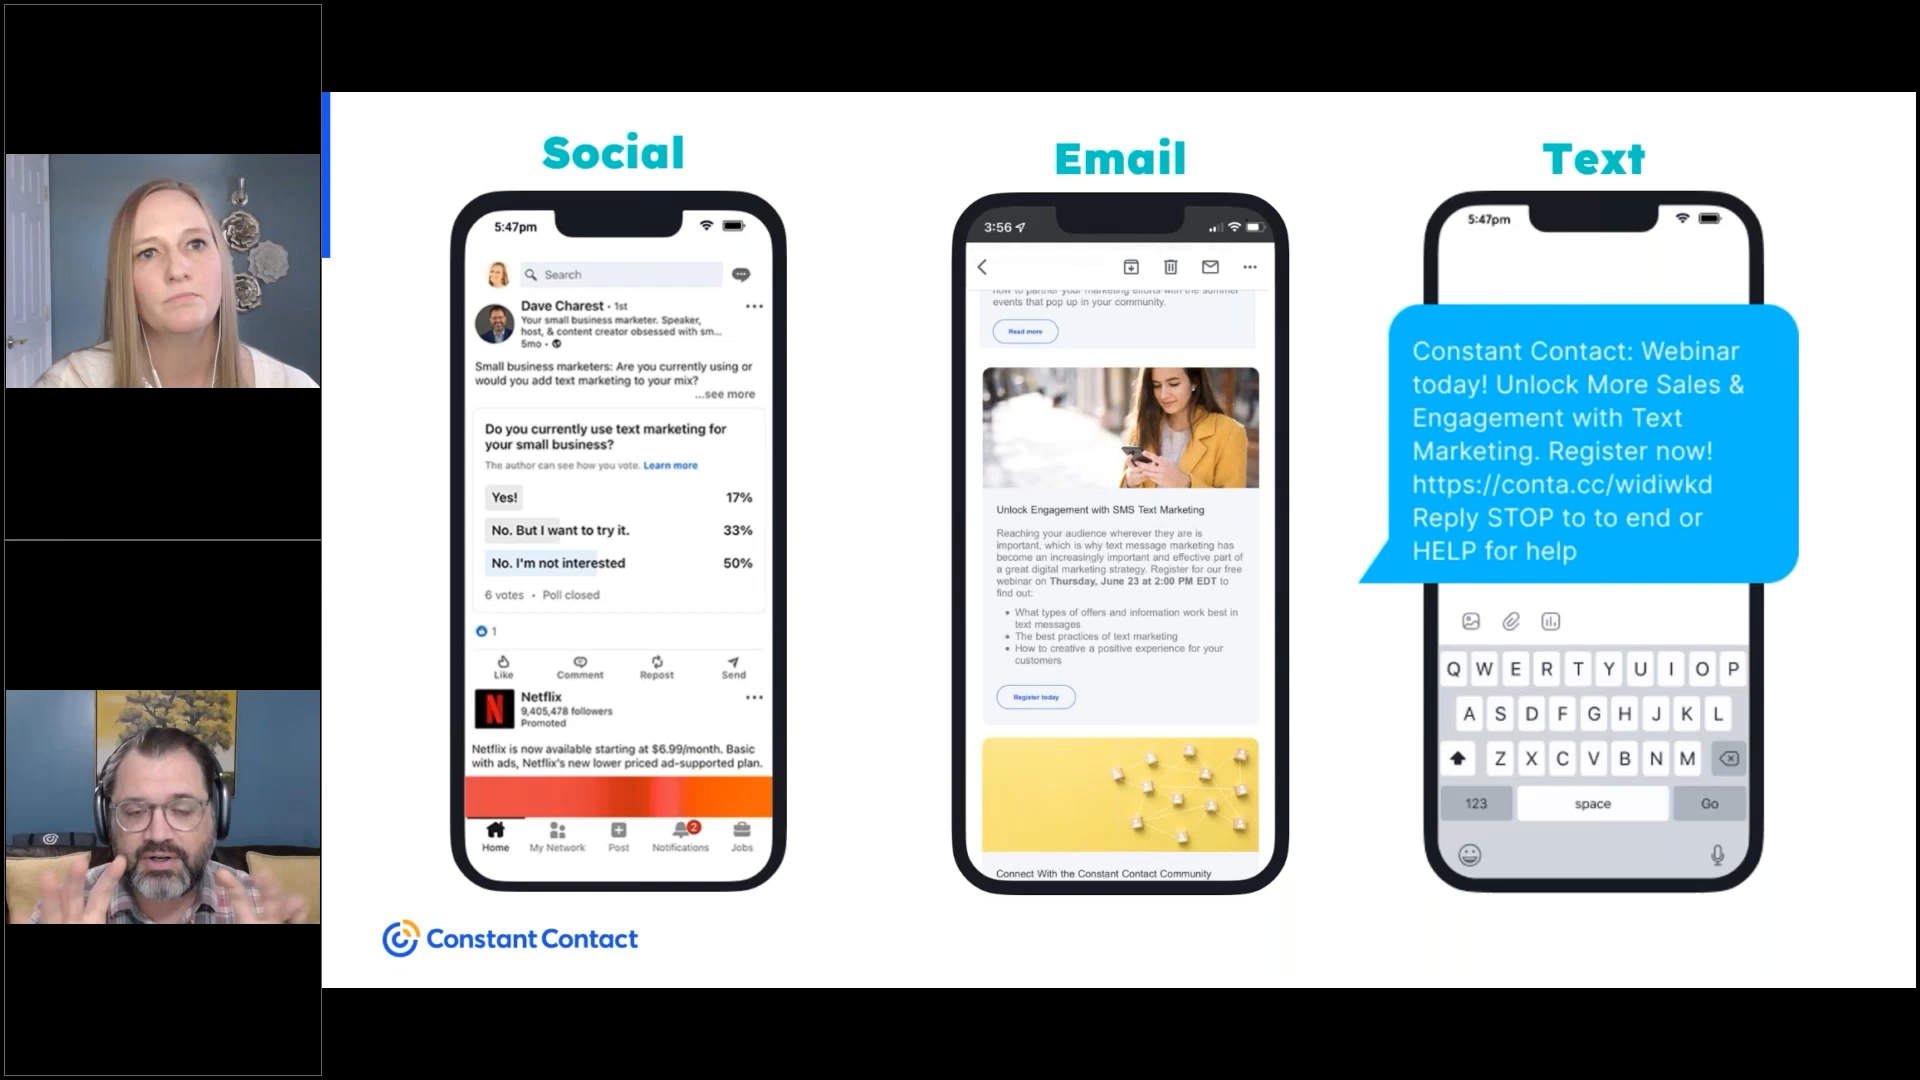 Social
5:47pm
Search
Dave Charest • 1st
Your small business marketer. Speaker,
host, & content creator obsessed with sm...
5mo •
Small business marketers: Are you currently using or
would you add text marketing to your mix?
...see more
Do you currently use text marketing for
your small business?
The author can see how you vote. Learn more
Yes! 17%
No. But I want to try it. 33%
No. I'm not interested 50%
6 votes • Poll closed
1
Like Comment Repost Send
Netflix
9,405,478 followers
Promoted
Netflix is now available starting at $6.99/month. Basic
with ads, Netflix's new lower priced ad-supported plan.
2
Home My Network Post Notifications Jobs
Email
3:56
how to partner your marketing efforts with the summer
events that pop up in your community.
Read more
Unlock Engagement with SMS Text Marketing
Reaching your audience wherever they are is
important, which is why text message marketing has
become an increasingly important and effective part of
a great digital marketing strategy. Register for our free
webinar on Thursday, June 23 at 2:00 PM EDT to
find out:
• What types of offers and information work best in
text messages
• The best practices of text marketing
• How to creative a positive experience for your
customers
Register today
Connect With the Constant Contact Community
Text
5:47pm
Constant Contact: Webinar
today! Unlock More Sales &
Engagement with Text
Marketing. Register now!
https://conta.cc/widiwkd
Reply STOP to to end or
HELP for help
Q W E R T Y U I O P
A S D F G H J K L
Z X C V B N M
123 space Go
Constant Contact